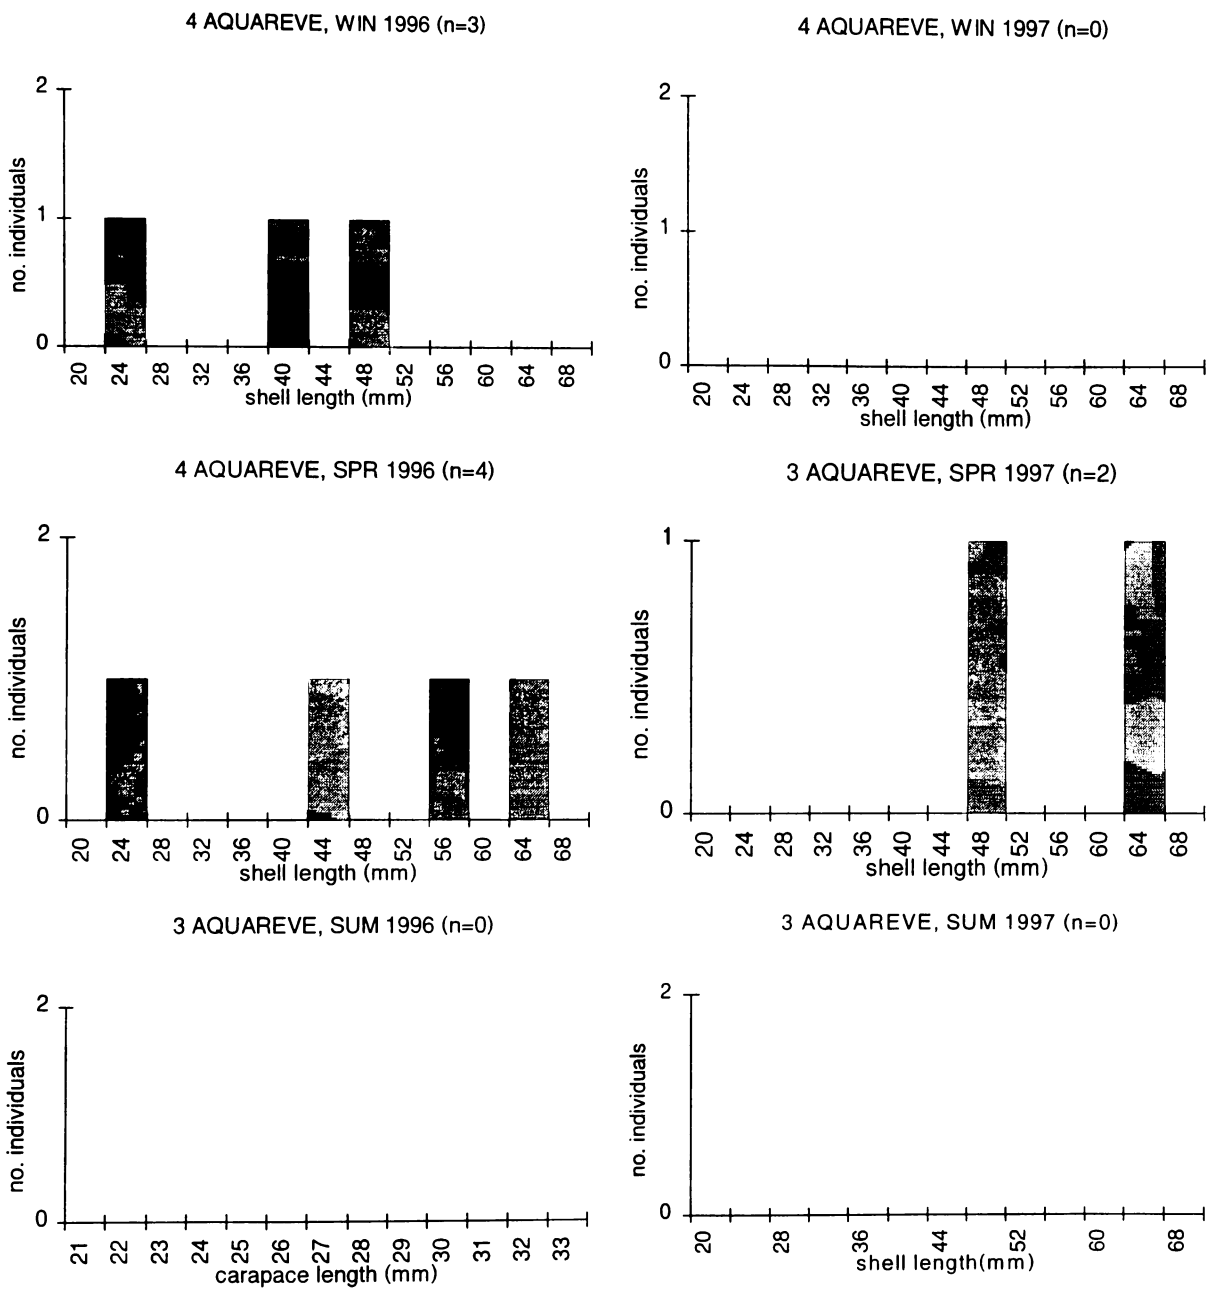 4 AQUAREVE, WIN 1996 (n=3)
2
1
0
no. individuals
20 24 28 32 36 40 44 48 52 56 60 64 68
shell length (mm)
4 AQUAREVE, WIN 1997 (n=0)
2
1
0
no. individuals
20 24 28 32 36 40 44 48 52 56 60 64 68
shell length (mm)
4 AQUAREVE, SPR 1996 (n=4)
2
0
no. individuals
20 24 28 32 36 40 44 48 52 56 60 64 68
shell length (mm)
3 AQUAREVE, SPR 1997 (n=2)
1
0
no. individuals
20 24 28 32 36 40 44 48 52 56 60 64 68
shell length (mm)
3 AQUAREVE, SUM 1996 (n=0)
2
0
no. individuals
21 22 23 24 25 26 27 28 29 30 31 32 33
carapace length (mm)
3 AQUAREVE, SUM 1997 (n=0)
2
0
no. individuals
20 28 36 44 52 60 68
shell length(mm)